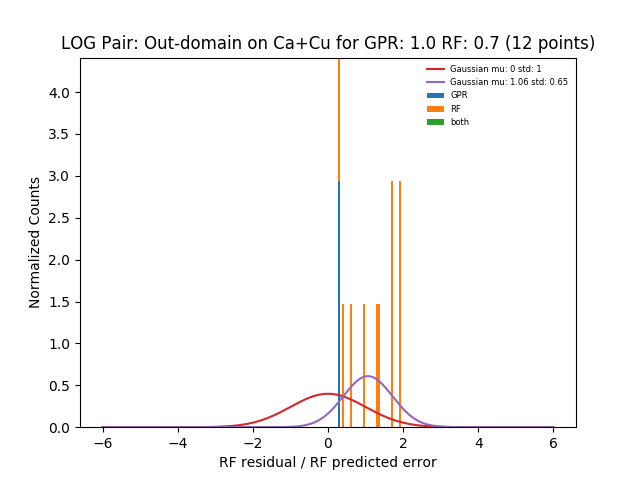 LOG Pair: Out-domain on Ca+Cu for GPR: 1.0 RF: 0.7 (12 points)
Gaussian mu: 0 std: 1
Gaussian mu: 1.06 std: 0.65
GPR
RF
both
Normalized Counts
4.0
3.5
3.0
2.5
2.0
1.5
1.0
0.5
0.0
−6 −4 −2 0 2 4 6
RF residual / RF predicted error